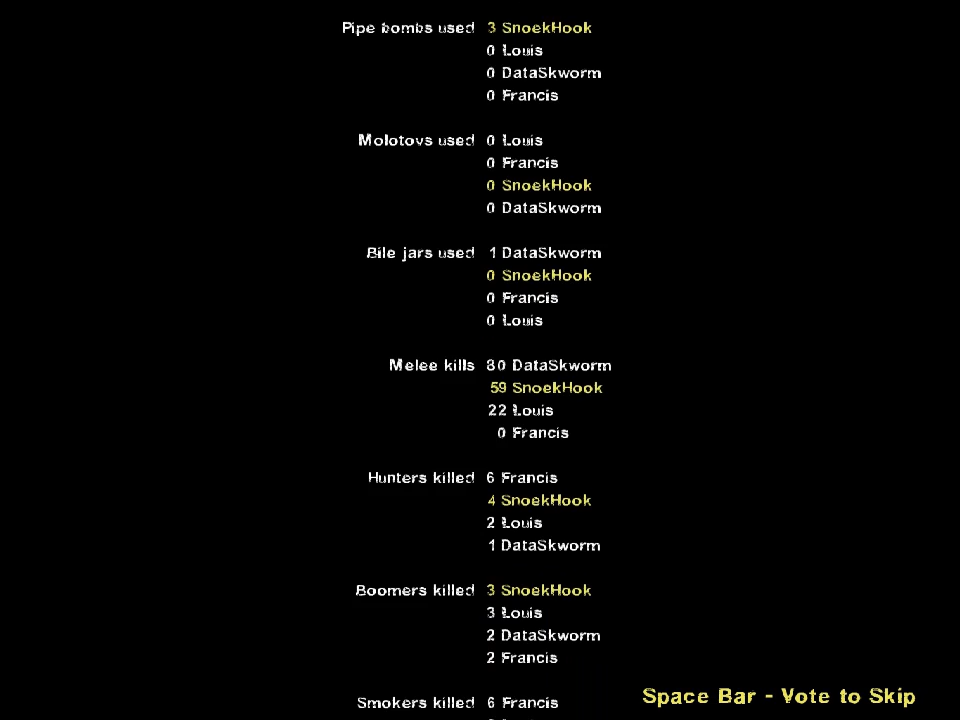 Pipe bombs used 3 SnoekHook
0 Louis
0 DataSkworm
0 Francis
Molotovs used 0 Louis
0 Francis
0 SnoekHook
0 DataSkworm
Bile jars used 1 DataSkworm
0 SnoekHook
0 Francis
0 Louis
Melee kills 80 DataSkworm
59 SnoekHook
22 Louis
0 Francis
Hunters killed 6 Francis
4 SnoekHook
2 Louis
1 DataSkworm
Boomers killed 3 SnoekHook
3 Louis
2 DataSkworm
2 Francis
Smokers killed 6 Francis
Space Bar - Vote to Skip